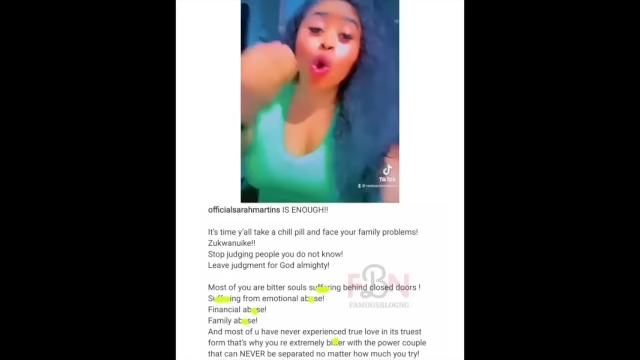 TikTok
officialsarahmartins IS ENOUGH!!
It's time y'all take a chill pill and face your family problems!
Zukwanuike!!
Stop judging people you do not know!
Leave judgment for God almighty!
Most of you are bitter souls suffering behind closed doors !
Suffering from emotional abuse!
Financial abuse!
Family abuse!
And most of u have never experienced true love in its truest
form that's why you re extremely bitter with the power couple
that can NEVER be separated no matter how much you try!
FBN
FAMOUSBLOGING